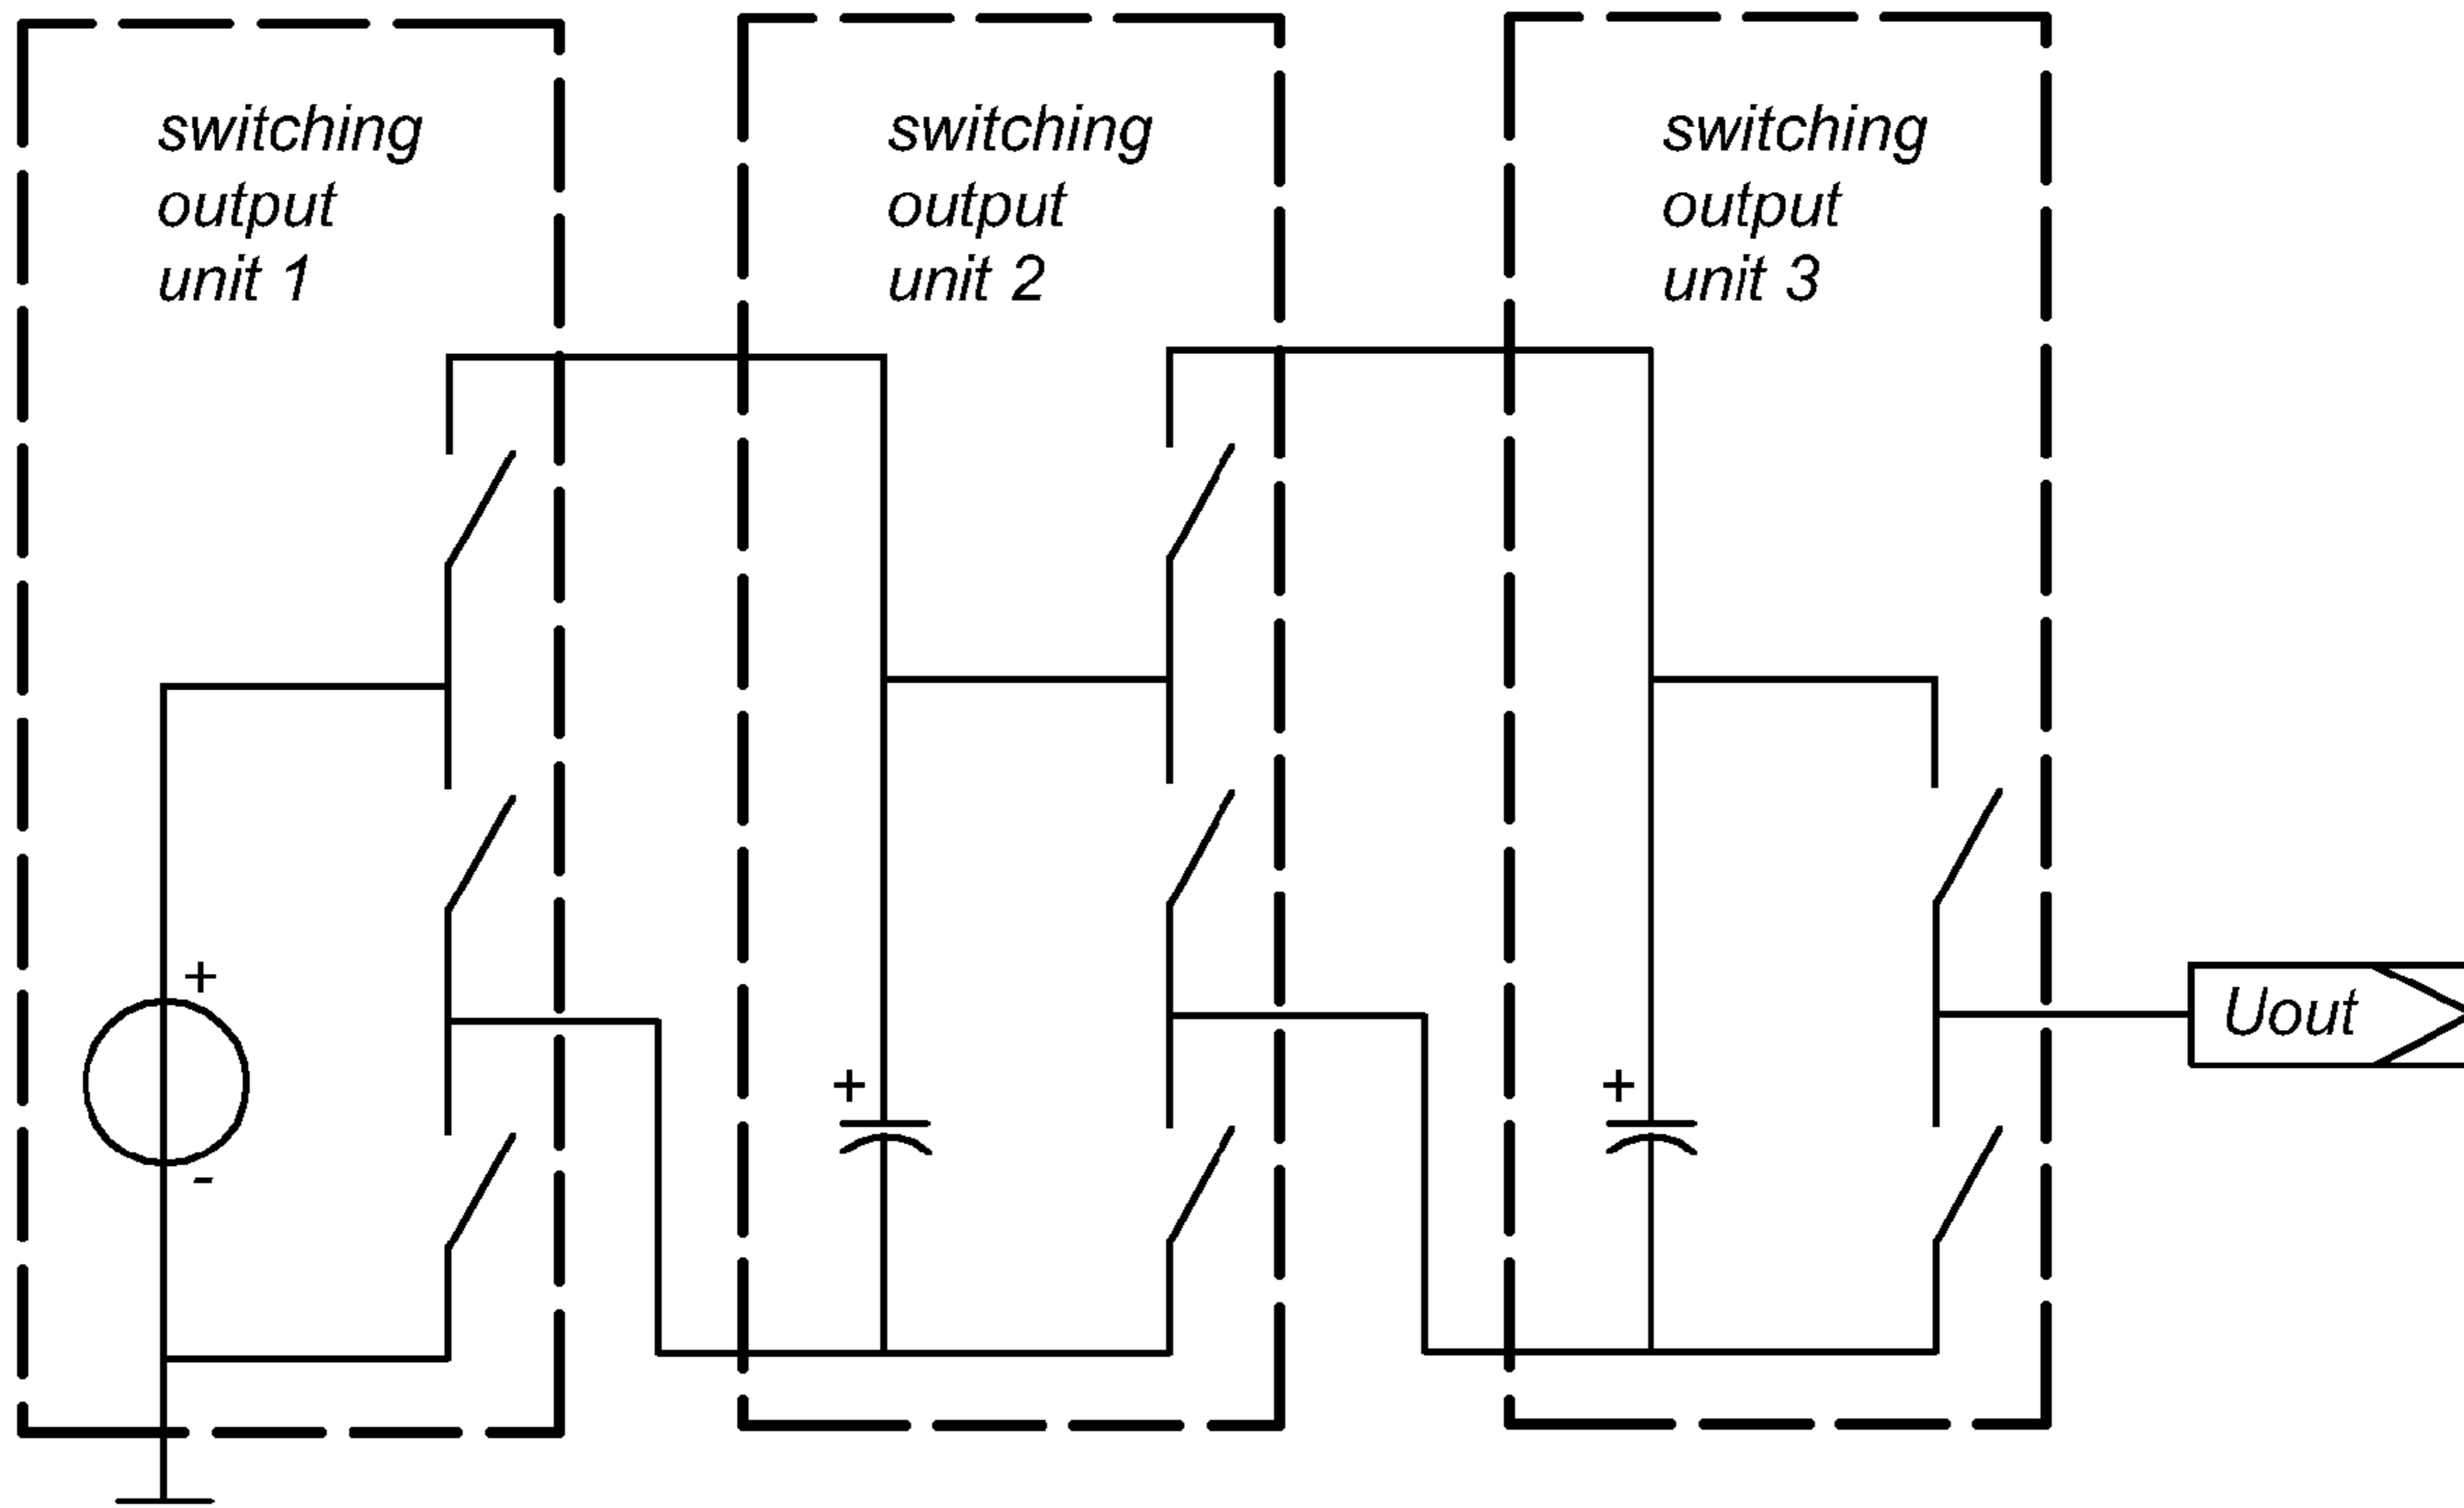 switching
output
unit 1
switching
output
unit 2
switching
output
unit 3
+
-
+
+
Uout